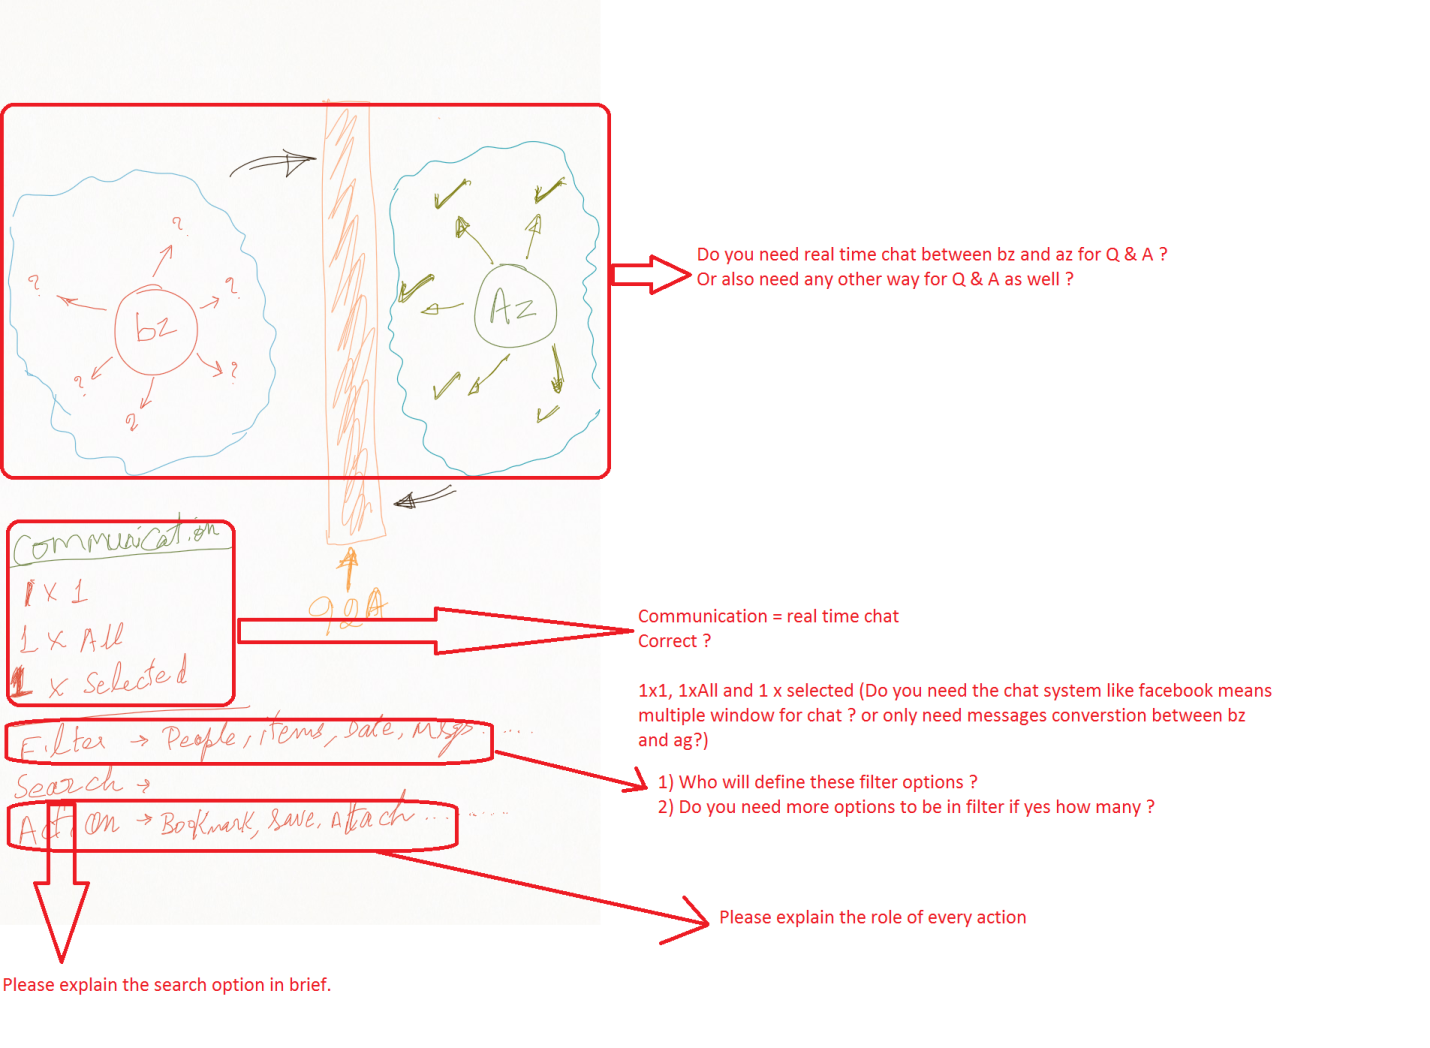 ?
?
?
bz
?
?
?
Az
Do you need real time chat between bz and az for Q & A ?
Or also need any other way for Q & A as well ?
Communication
1 x 1
1 x All
1 x Selected
Q&A
Communication = real time chat
Correct ?
1x1, 1xAll and 1 x selected (Do you need the chat system like facebook means
multiple window for chat ? or only need messages converstion between bz
and ag?)
Filter → People, items, Date, Msgs.....
Search →
Action → Bookmark, Save, Attach........
1) Who will define these filter options ?
2) Do you need more options to be in filter if yes how many ?
Please explain the role of every action
Please explain the search option in brief.